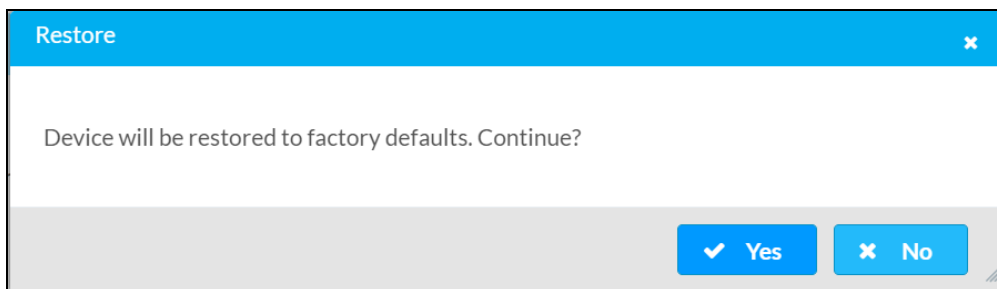 Restore
Device will be restored to factory defaults. Continue?
Yes No